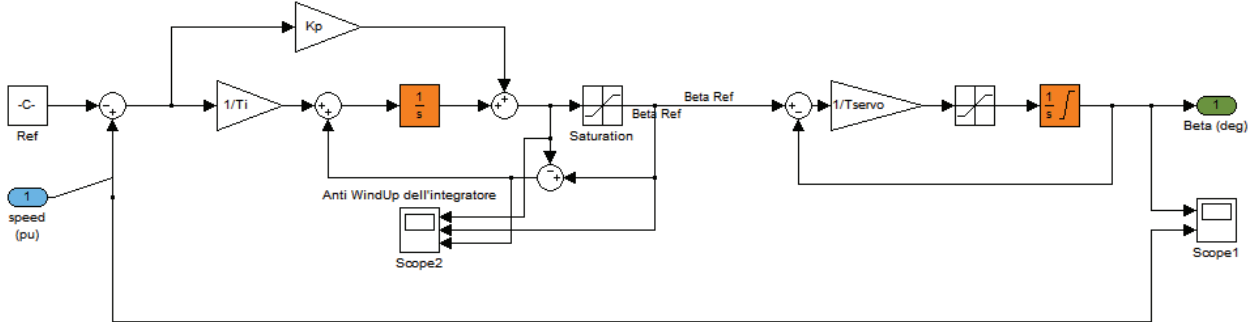 Kp
-C-
Ref
1/Ti
1
s
Saturation
Beta Ref
Beta Ref
1/Tservo
1
s
1
Beta (deg)
Anti WindUp dell'integratore
1
speed
(pu)
Scope2
Scope1